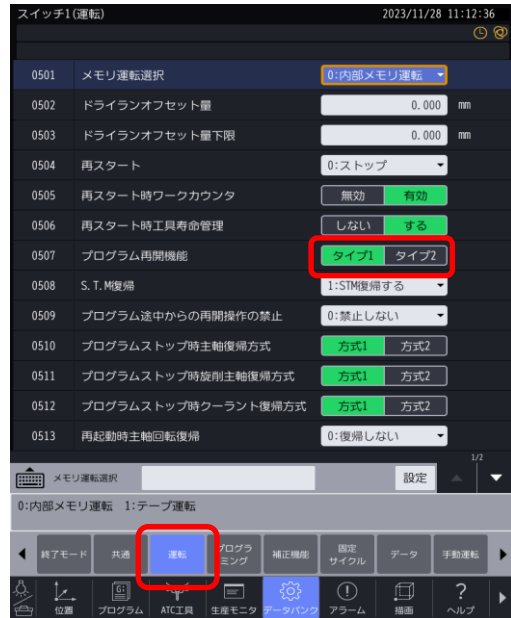 スイッチ1(運転) 2023/11/28 11:12:36
0501 メモリ運転選択 0:内部メモリ運転
0502 ドライランオフセット量 0.000 mm
0503 ドライランオフセット量下限 0.000 mm
0504 再スタート 0:ストップ
0505 再スタート時ワークカウンタ 無効 有効
0506 再スタート時工具寿命管理 しない する
0507 プログラム再開機能 タイプ1 タイプ2
0508 S.T.M復帰 1:STM復帰する
0509 プログラム途中からの再開操作の禁止 0:禁止しない
0510 プログラムストップ時主軸復帰方式 方式1 方式2
0511 プログラムストップ時旋削主軸復帰方式 方式1 方式2
0512 プログラムストップ時クーラント復帰方式 方式1 方式2
0513 再起動時主軸回転復帰 0:復帰しない
1/2
メモリ運転選択 設定
0:内部メモリ運転 1:テープ運転
終了モード 共通 運転 プログラミング 補正機能 固定サイクル データ 手動運転
位置 プログラム ATC工具 生産モニタ データバンク アラーム 描画 ヘルプ